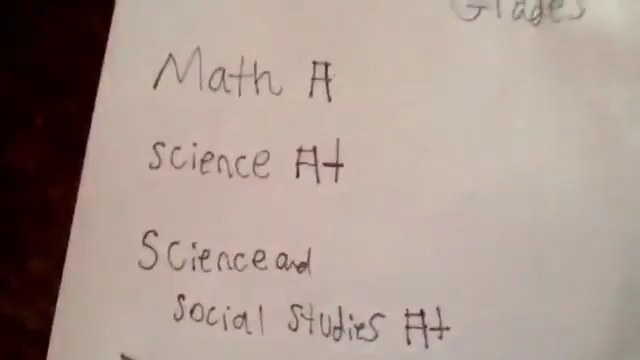 Grades
Math A
science A+
Science and
social studies A+